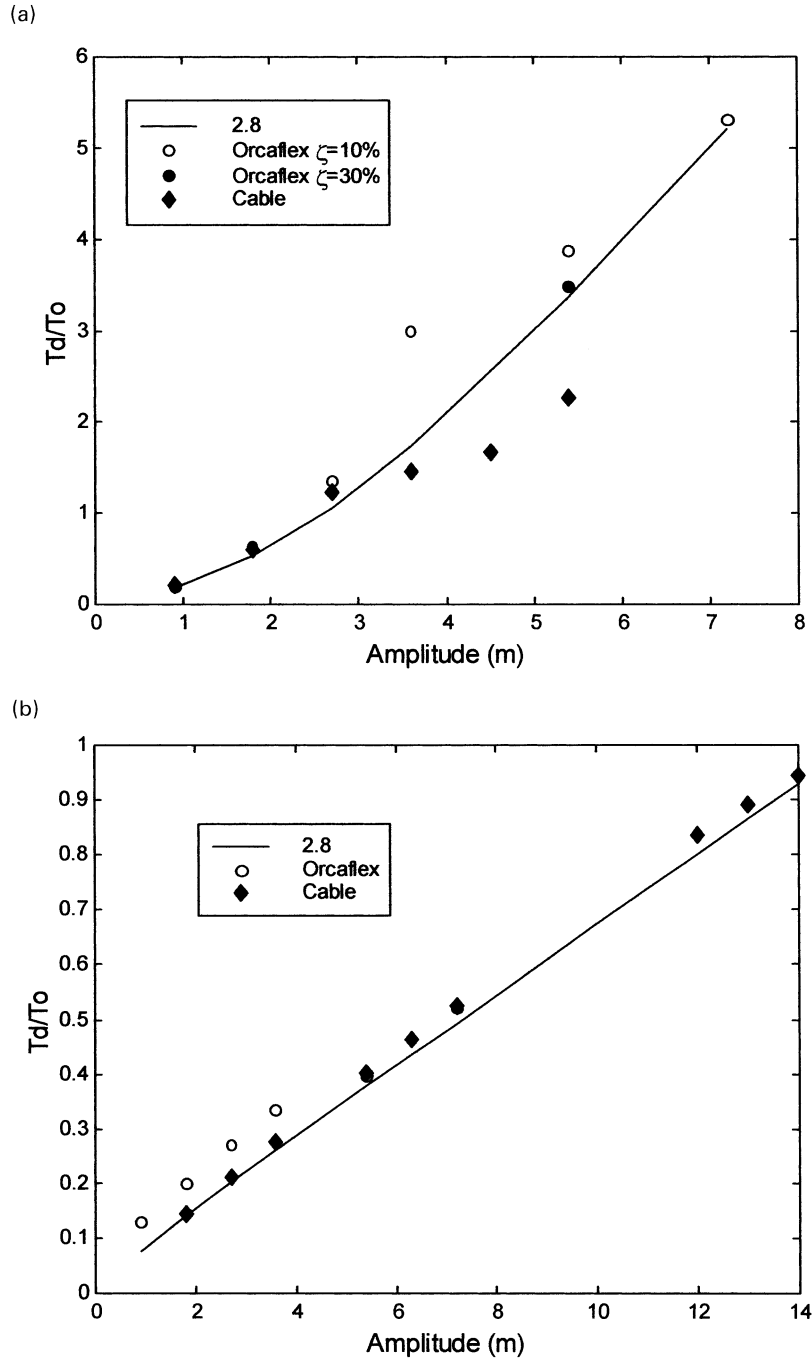 (a)
6
5
4
3
2
1
0
Td/To
2.8
Orcaflex ζ=10%
Orcaflex ζ=30%
Cable
0 1 2 3 4 5 6 7 8
Amplitude (m)
(b)
1
0.9
0.8
0.7
0.6
0.5
0.4
0.3
0.2
0.1
0
Td/To
2.8
Orcaflex
Cable
0 2 4 6 8 10 12 14
Amplitude (m)